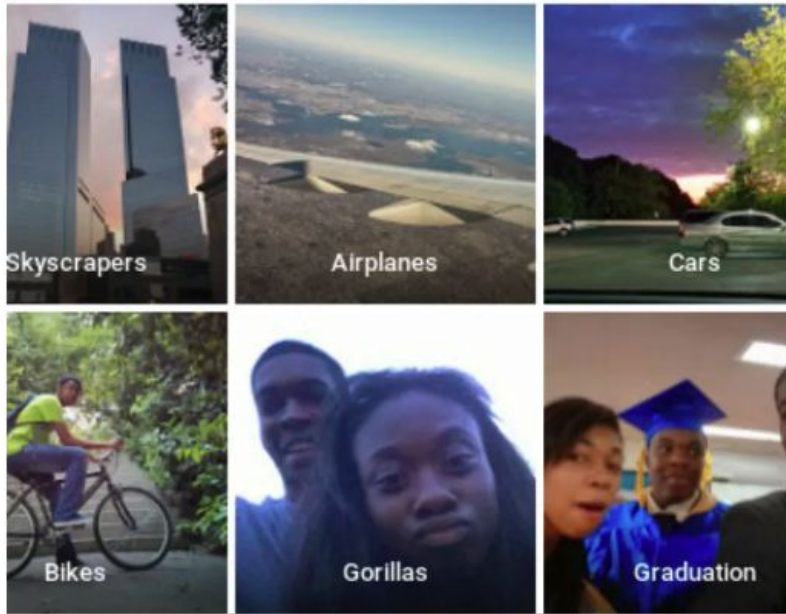 Skyscrapers
Airplanes
Cars
Bikes
Gorillas
Graduation